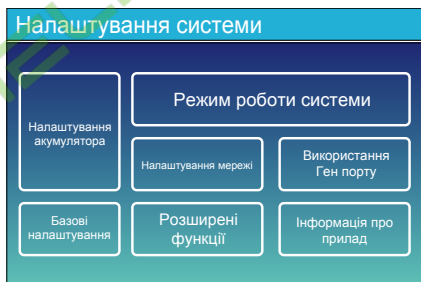 Налаштування системи
Режим роботи системи
Налаштування
акумулятора
Налаштування мережі
Використання
Ген порту
Базові
налаштування
Розширені
функції
Інформація про
прилад